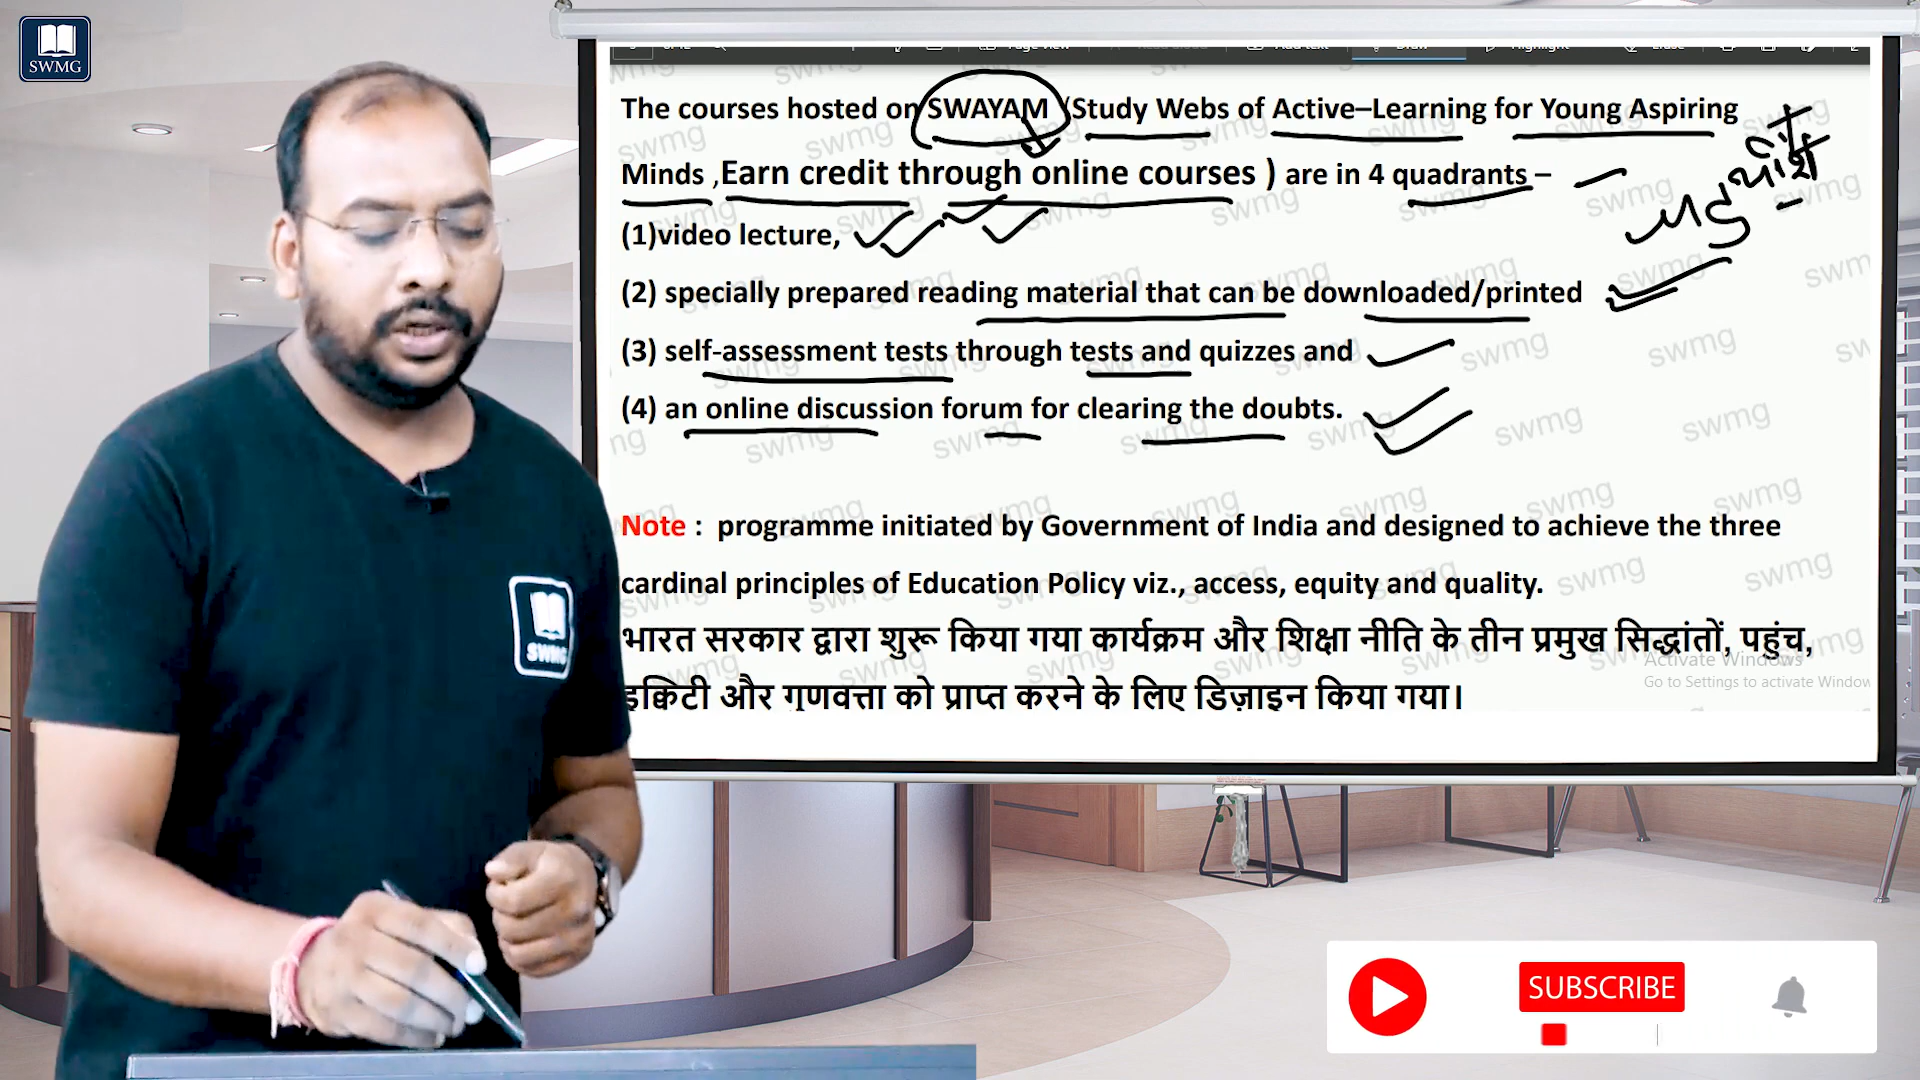 SWMG
The courses hosted on SWAYAM (Study Webs of Active–Learning for Young Aspiring
Minds ,Earn credit through online courses ) are in 4 quadrants –
(1)video lecture,
(2) specially prepared reading material that can be downloaded/printed
(3) self-assessment tests through tests and quizzes and
(4) an online discussion forum for clearing the doubts.
Note : programme initiated by Government of India and designed to achieve the three
cardinal principles of Education Policy viz., access, equity and quality.
भारत सरकार द्वारा शुरू किया गया कार्यक्रम और शिक्षा नीति के तीन प्रमुख सिद्धांतों, पहुंच,
इक्विटी और गुणवत्ता को प्राप्त करने के लिए डिज़ाइन किया गया।
Activate Windows
Go to Settings to activate Window
swmg
SWMG
SUBSCRIBE